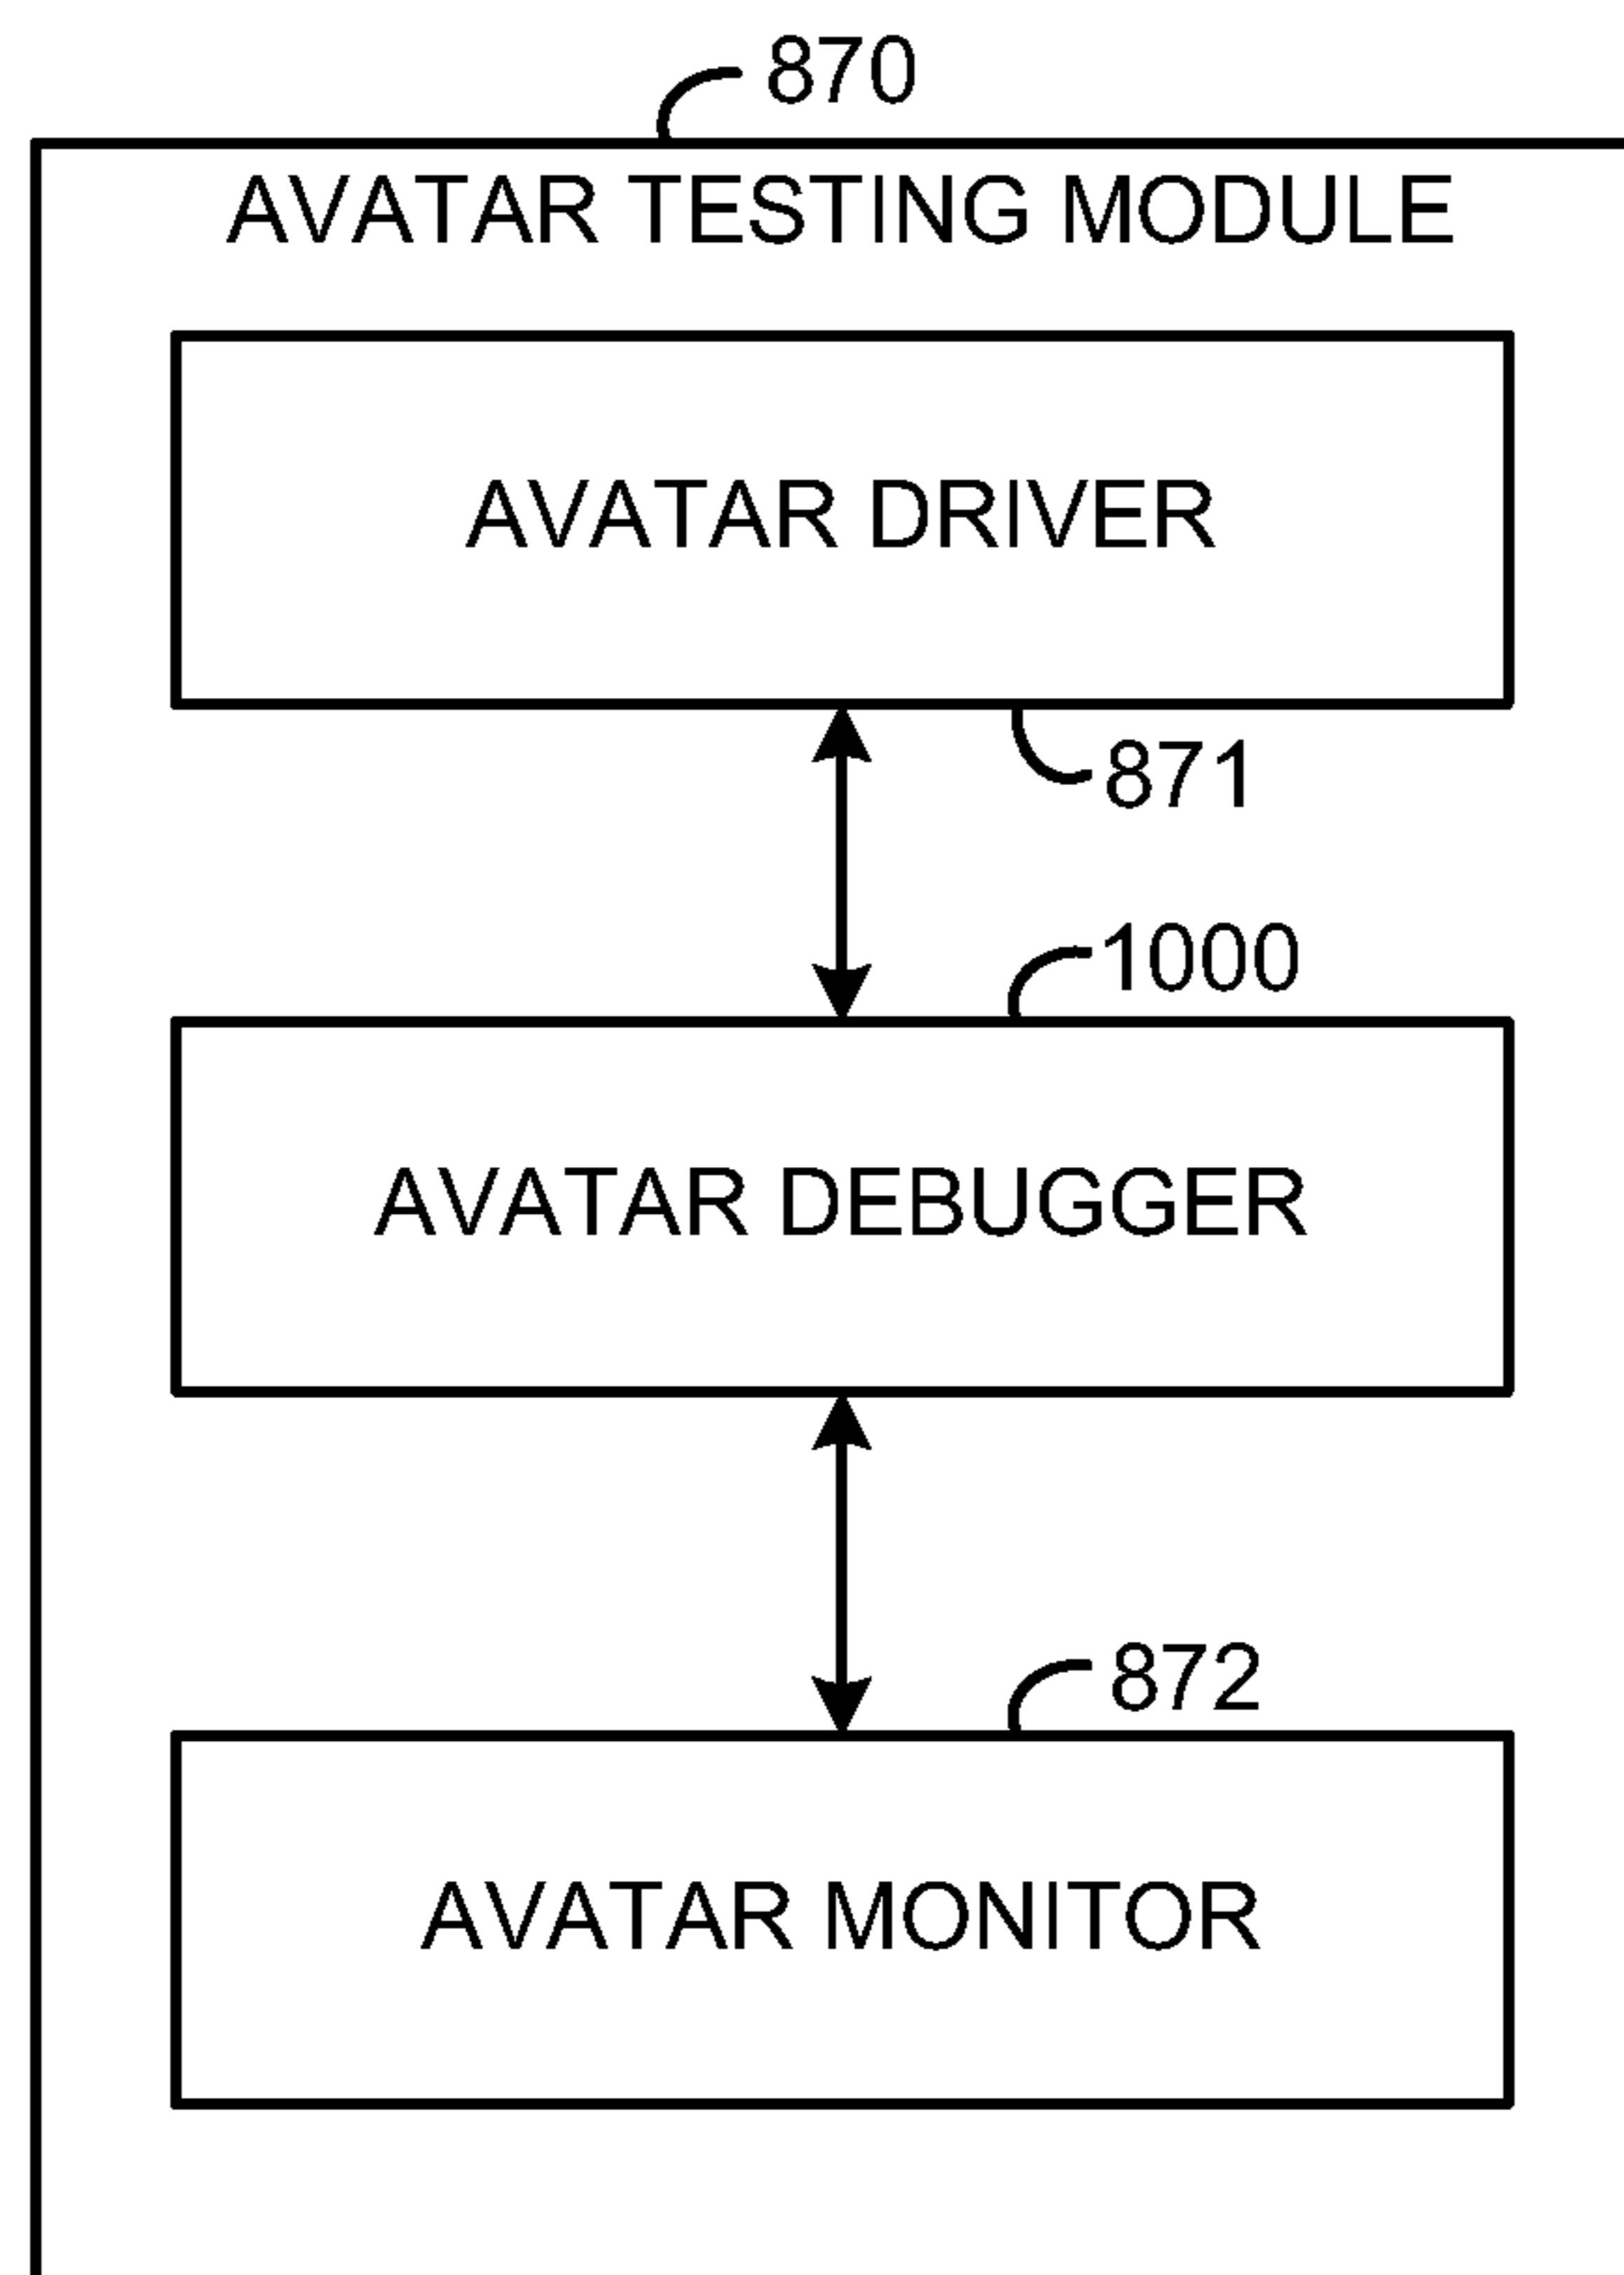 870
AVATAR TESTING MODULE
AVATAR DRIVER
871
1000
AVATAR DEBUGGER
872
AVATAR MONITOR